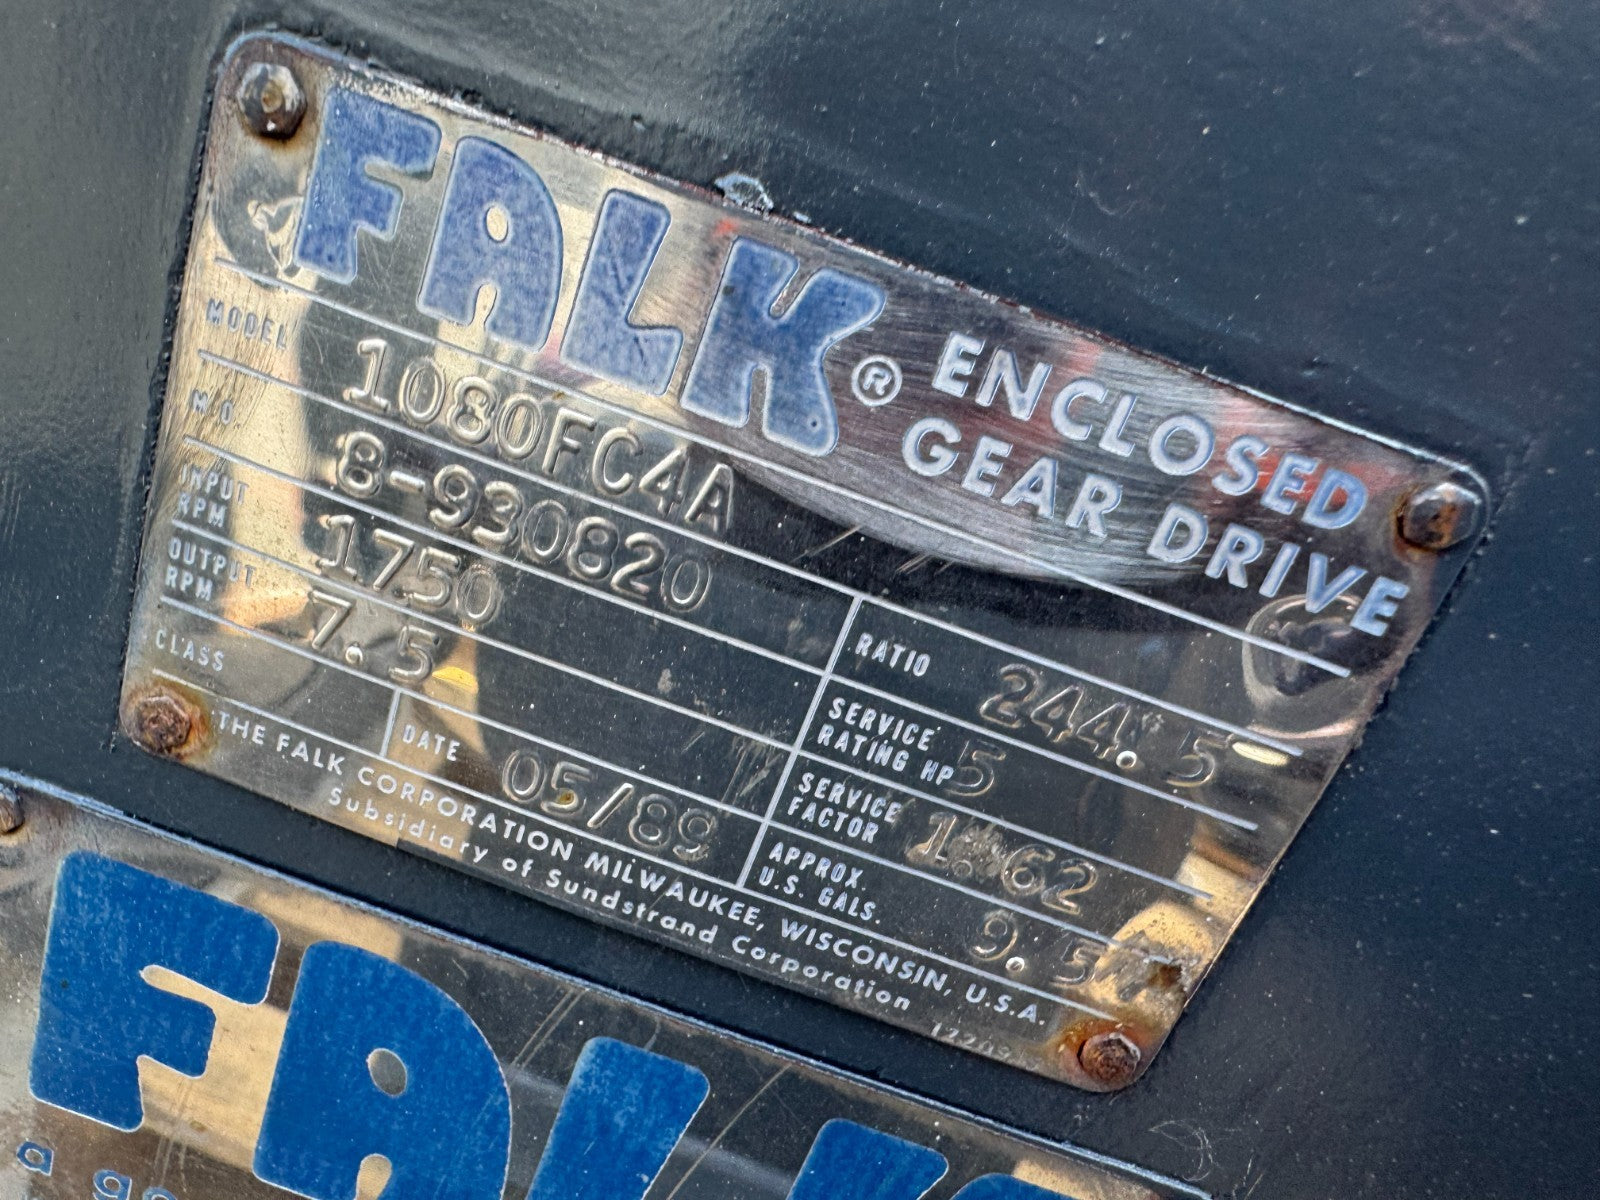 FALK® ENCLOSED
GEAR DRIVE
MODEL 1080FC4A
M.O. 8-930820
INPUT RPM 1750
OUTPUT RPM 7.5
CLASS
DATE 05/89
RATIO 244.5
SERVICE RATING HP 5
SERVICE FACTOR 1.62
APPROX. U.S. GALS. 9.5
THE FALK CORPORATION MILWAUKEE, WISCONSIN, U.S.A.
Subsidiary of Sundstrand Corporation
FALK
a